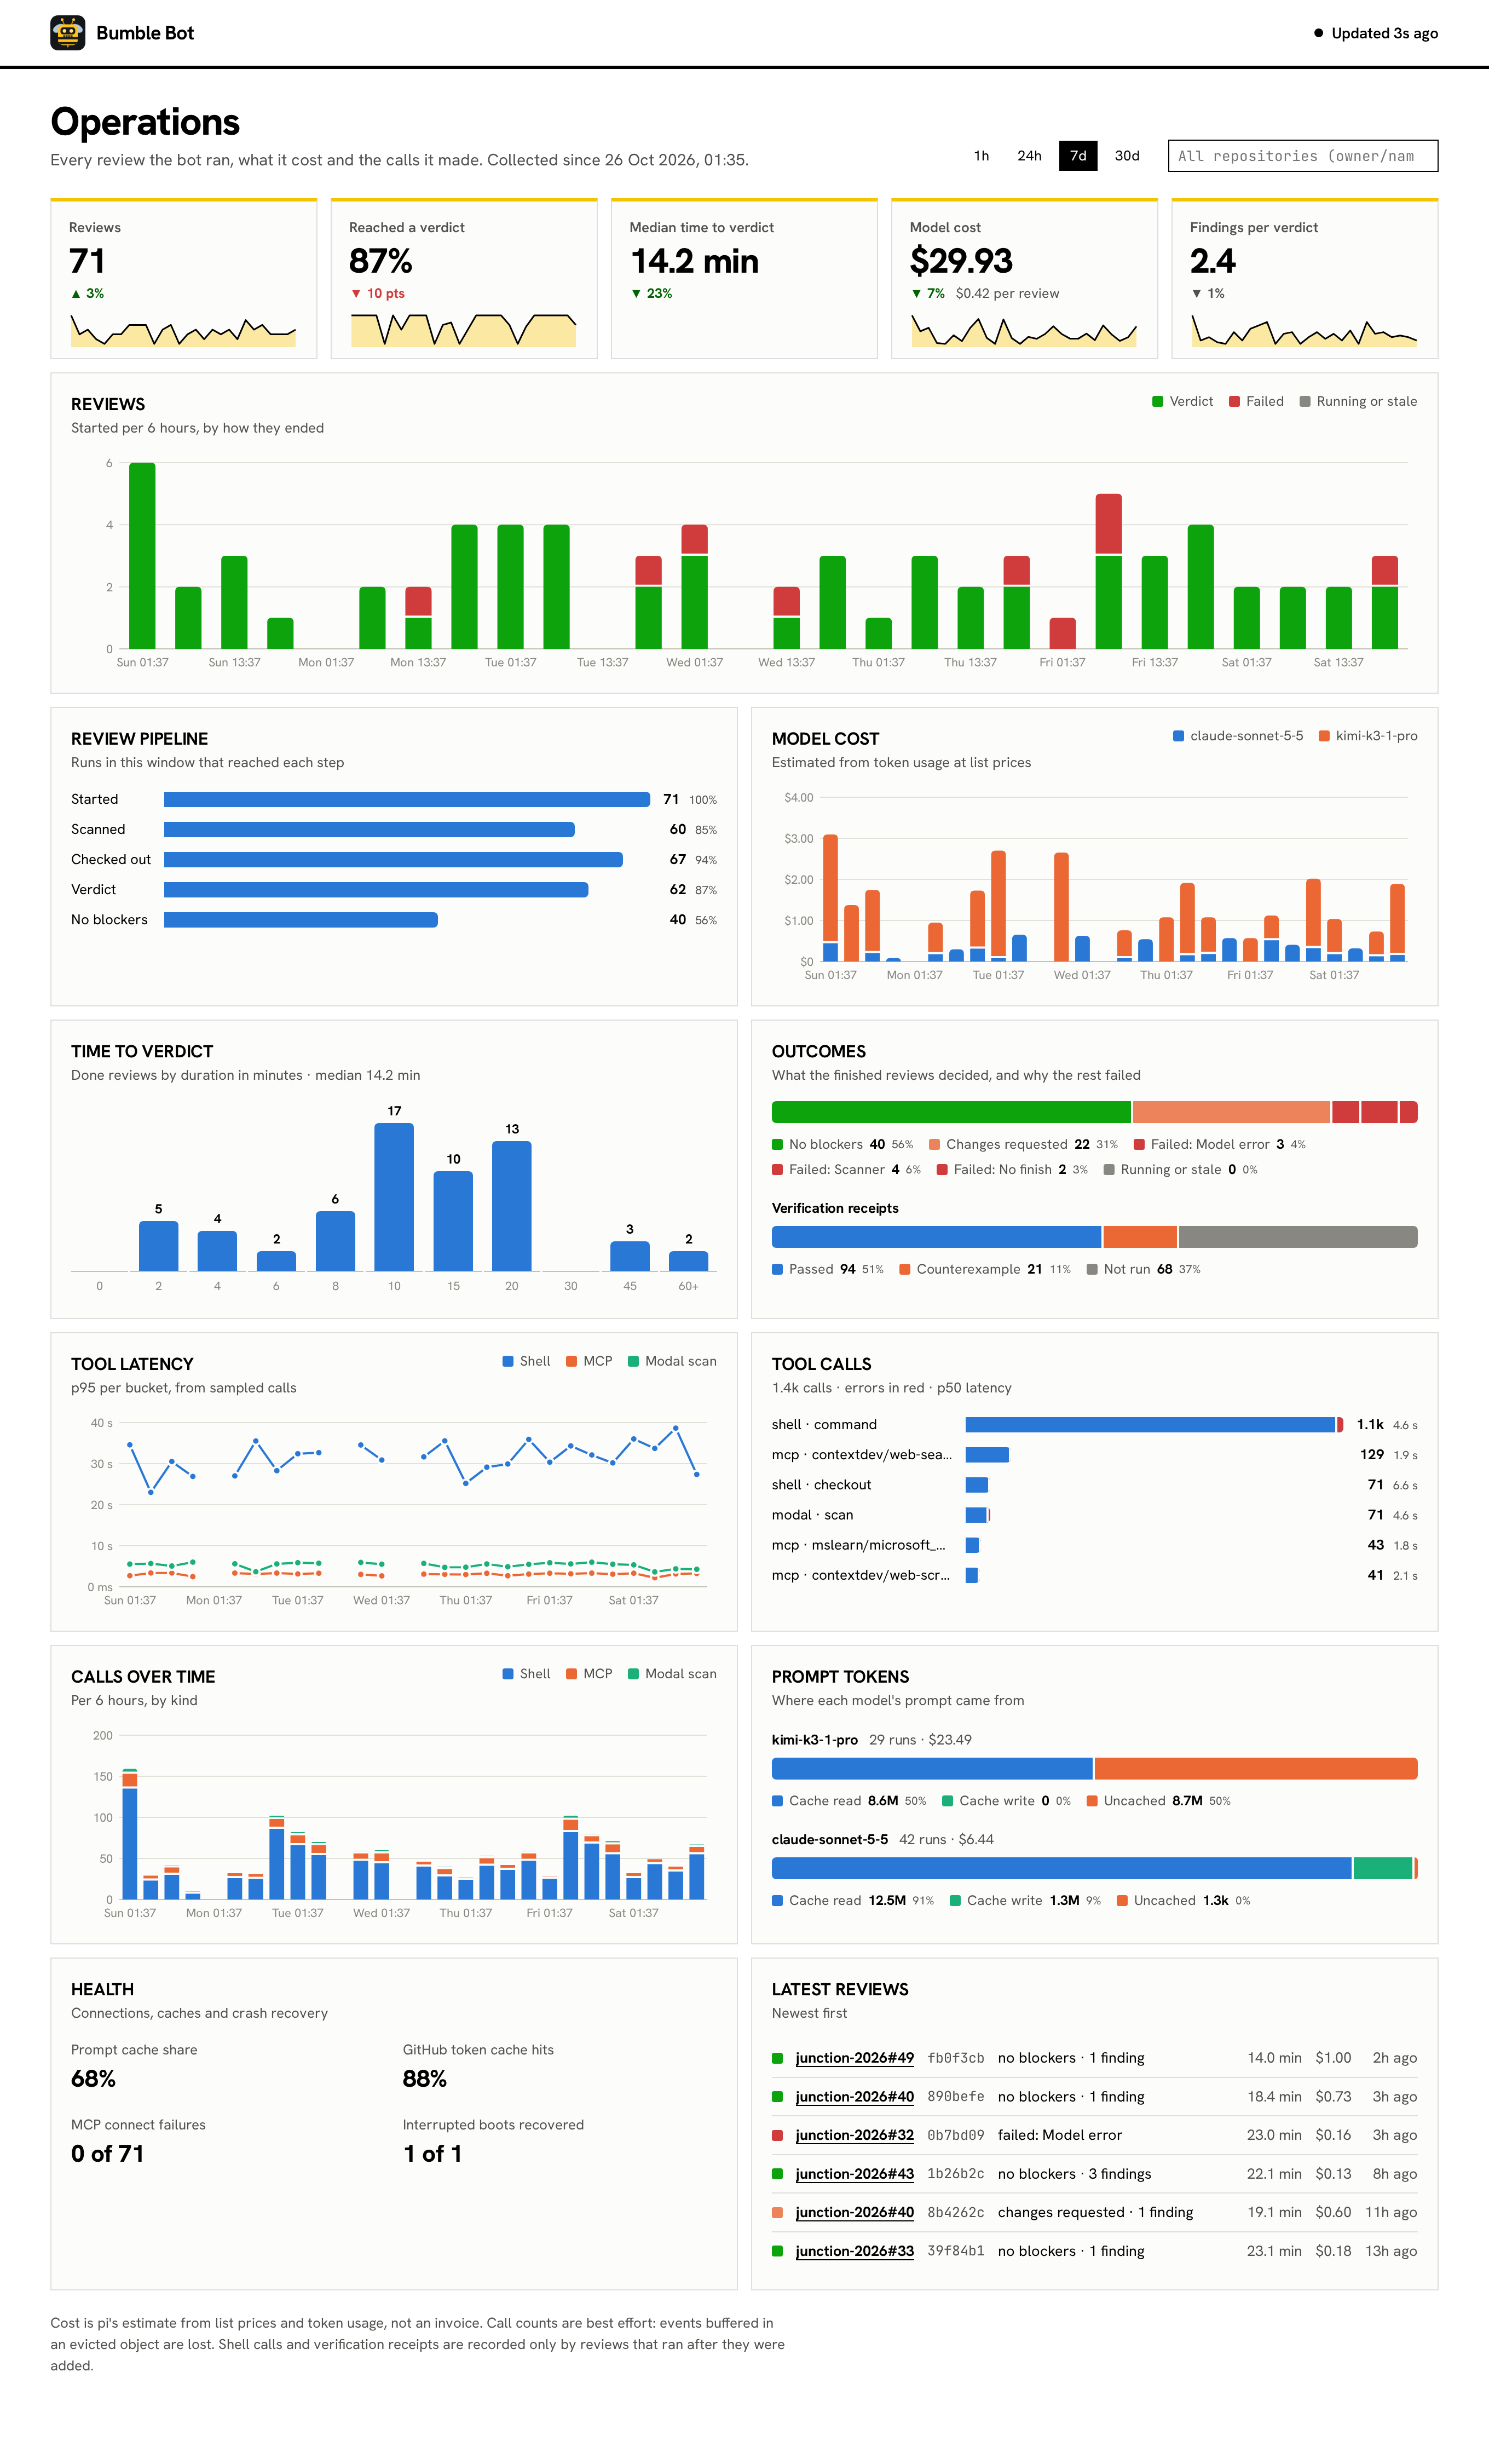 Bumble Bot
Updated 3s ago
Operations
Every review the bot ran, what it cost and the calls it made. Collected since 26 Oct 2026, 01:35.
1h 24h 7d 30d
All repositories (owner/nam
Reviews
71
▲ 3%
Reached a verdict
87%
▼ 10 pts
Median time to verdict
14.2 min
▼ 23%
Model cost
$29.93
▼ 7% $0.42 per review
Findings per verdict
2.4
▼ 1%
REVIEWS
Started per 6 hours, by how they ended
Verdict Failed Running or stale
6
4
2
0
Sun 01:37 Sun 13:37 Mon 01:37 Mon 13:37 Tue 01:37 Tue 13:37 Wed 01:37 Wed 13:37 Thu 01:37 Thu 13:37 Fri 01:37 Fri 13:37 Sat 01:37 Sat 13:37
REVIEW PIPELINE
Runs in this window that reached each step
Started 71 100%
Scanned 60 85%
Checked out 67 94%
Verdict 62 87%
No blockers 40 56%
MODEL COST
Estimated from token usage at list prices
claude-sonnet-5-5 kimi-k3-1-pro
$4.00
$3.00
$2.00
$1.00
$0
Sun 01:37 Mon 01:37 Tue 01:37 Wed 01:37 Thu 01:37 Fri 01:37 Sat 01:37
TIME TO VERDICT
Done reviews by duration in minutes · median 14.2 min
5 4 2 6 17 10 13 3 2
0 2 4 6 8 10 15 20 30 45 60+
OUTCOMES
What the finished reviews decided, and why the rest failed
No blockers 40 56% Changes requested 22 31% Failed: Model error 3 4%
Failed: Scanner 4 6% Failed: No finish 2 3% Running or stale 0 0%
Verification receipts
Passed 94 51% Counterexample 21 11% Not run 68 37%
TOOL LATENCY
p95 per bucket, from sampled calls
Shell MCP Modal scan
40 s
30 s
20 s
10 s
0 ms
Sun 01:37 Mon 01:37 Tue 01:37 Wed 01:37 Thu 01:37 Fri 01:37 Sat 01:37
TOOL CALLS
1.4k calls · errors in red · p50 latency
shell · command 1.1k 4.6 s
mcp · contextdev/web-sea... 129 1.9 s
shell · checkout 71 6.6 s
modal · scan 71 4.6 s
mcp · mslearn/microsoft_... 43 1.8 s
mcp · contextdev/web-scr... 41 2.1 s
CALLS OVER TIME
Per 6 hours, by kind
Shell MCP Modal scan
200
150
100
50
0
Sun 01:37 Mon 01:37 Tue 01:37 Wed 01:37 Thu 01:37 Fri 01:37 Sat 01:37
PROMPT TOKENS
Where each model's prompt came from
kimi-k3-1-pro 29 runs · $23.49
Cache read 8.6M 50% Cache write 0 0% Uncached 8.7M 50%
claude-sonnet-5-5 42 runs · $6.44
Cache read 12.5M 91% Cache write 1.3M 9% Uncached 1.3k 0%
HEALTH
Connections, caches and crash recovery
Prompt cache share
68%
GitHub token cache hits
88%
MCP connect failures
0 of 71
Interrupted boots recovered
1 of 1
LATEST REVIEWS
Newest first
junction-2026#49 fb0f3cb no blockers · 1 finding 14.0 min $1.00 2h ago
junction-2026#40 890befe no blockers · 1 finding 18.4 min $0.73 3h ago
junction-2026#32 0b7bd09 failed: Model error 23.0 min $0.16 3h ago
junction-2026#43 1b26b2c no blockers · 3 findings 22.1 min $0.13 8h ago
junction-2026#40 8b4262c changes requested · 1 finding 19.1 min $0.60 11h ago
junction-2026#33 39f84b1 no blockers · 1 finding 23.1 min $0.18 13h ago
Cost is pi's estimate from list prices and token usage, not an invoice. Call counts are best effort: events buffered in
an evicted object are lost. Shell calls and verification receipts are recorded only by reviews that ran after they were
added.